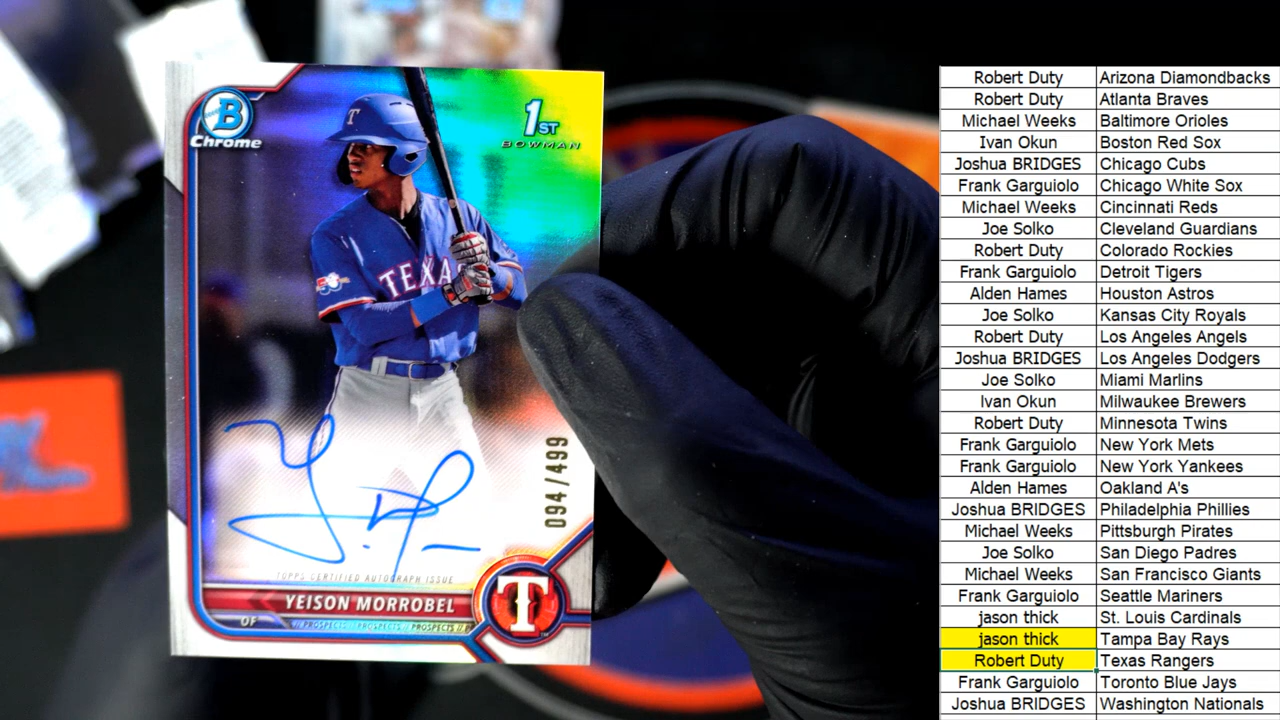 B
Chrome
1ST
BOWMAN
T
TEXA
094/499
TOPPS CERTIFIED AUTOGRAPH ISSUE
T
YEISON MORROBEL
OF
PROSPECTS // PROSPECTS // PROSPECTS //
Robert Duty Arizona Diamondbacks
Robert Duty Atlanta Braves
Michael Weeks Baltimore Orioles
Ivan Okun Boston Red Sox
Joshua BRIDGES Chicago Cubs
Frank Garguiolo Chicago White Sox
Michael Weeks Cincinnati Reds
Joe Solko Cleveland Guardians
Robert Duty Colorado Rockies
Frank Garguiolo Detroit Tigers
Alden Hames Houston Astros
Joe Solko Kansas City Royals
Robert Duty Los Angeles Angels
Joshua BRIDGES Los Angeles Dodgers
Joe Solko Miami Marlins
Ivan Okun Milwaukee Brewers
Robert Duty Minnesota Twins
Frank Garguiolo New York Mets
Frank Garguiolo New York Yankees
Alden Hames Oakland A's
Joshua BRIDGES Philadelphia Phillies
Michael Weeks Pittsburgh Pirates
Joe Solko San Diego Padres
Michael Weeks San Francisco Giants
Frank Garguiolo Seattle Mariners
jason thick St. Louis Cardinals
jason thick Tampa Bay Rays
Robert Duty Texas Rangers
Frank Garguiolo Toronto Blue Jays
Joshua BRIDGES Washington Nationals